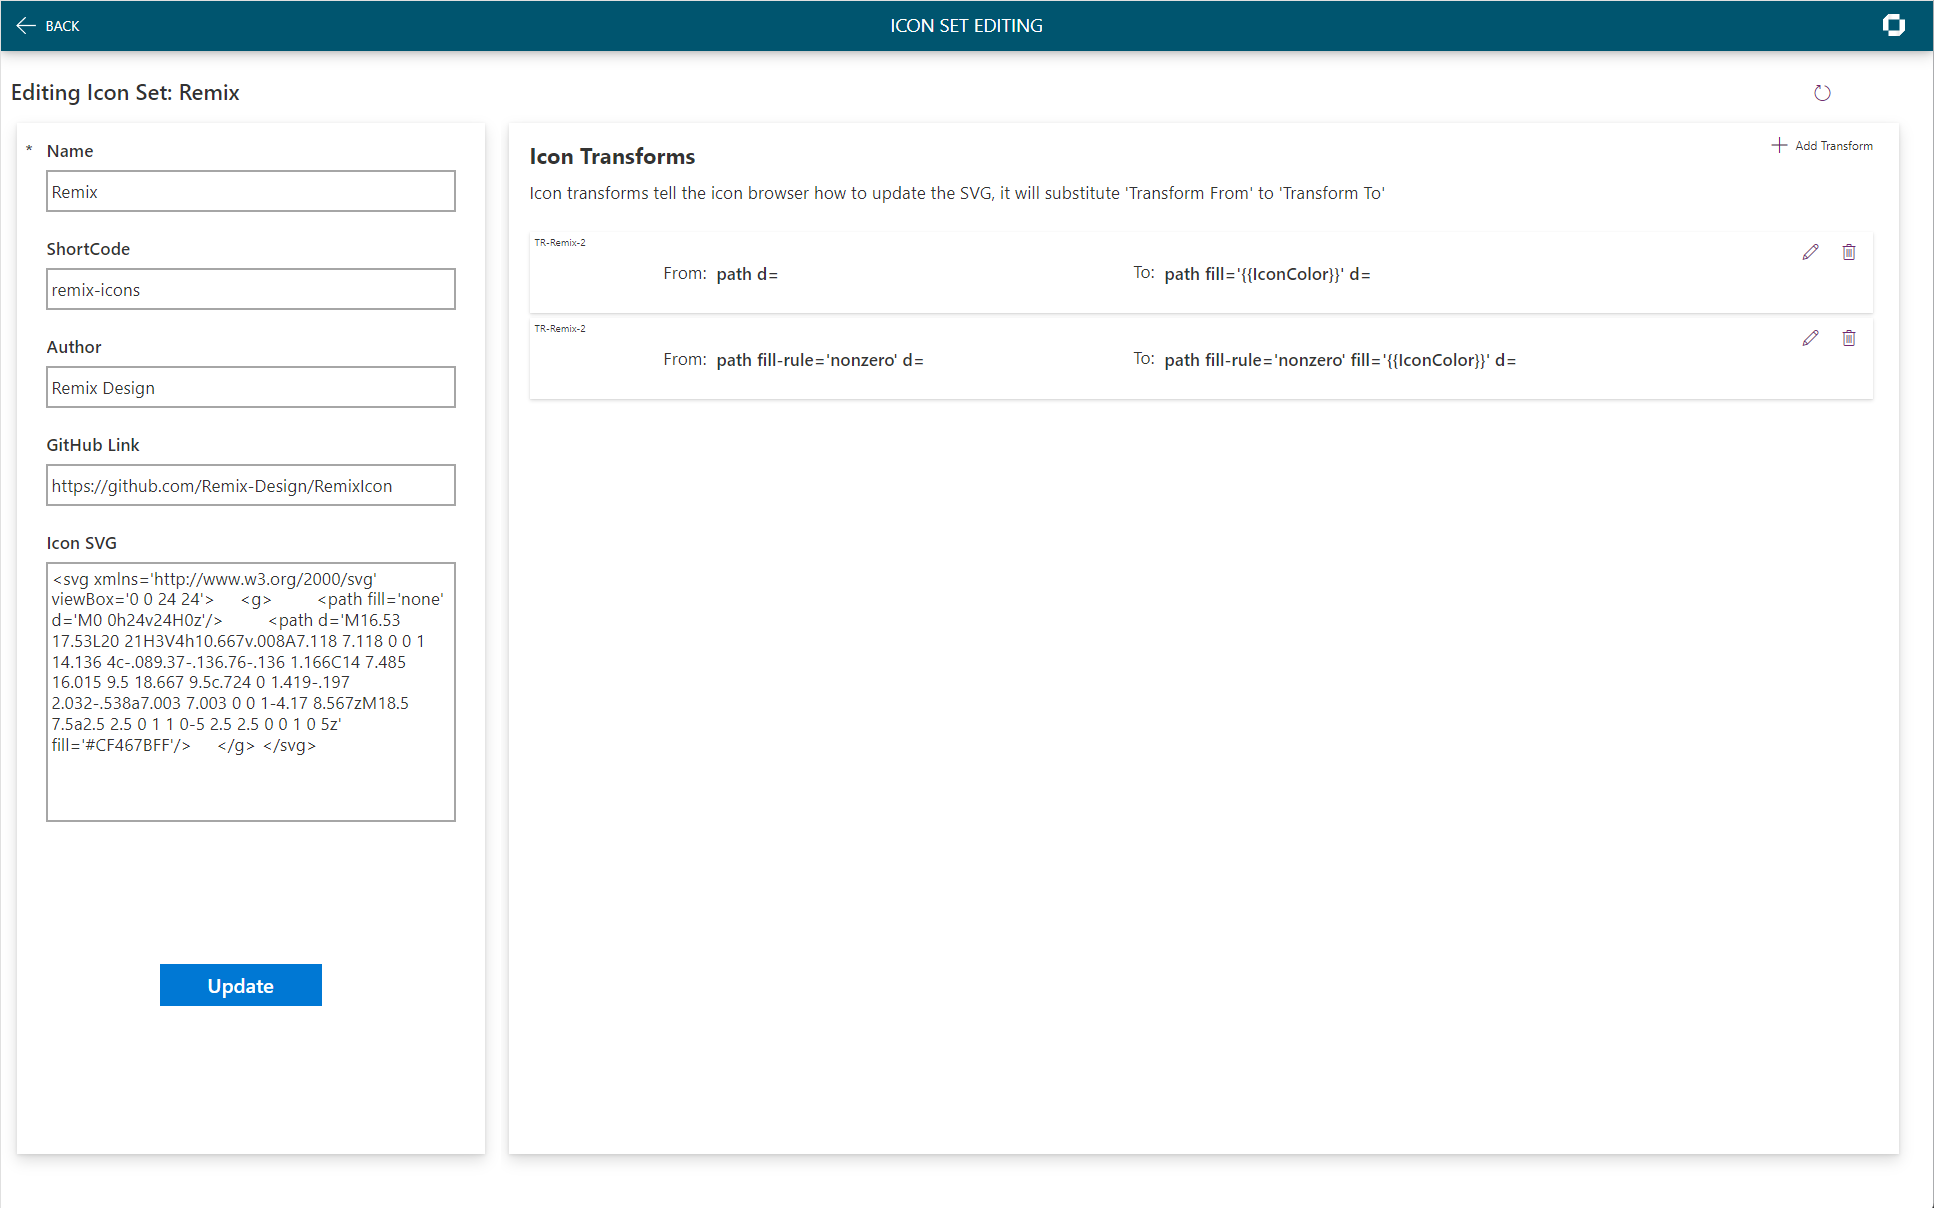 BACK
ICON SET EDITING
Editing Icon Set: Remix
* Name
Remix
ShortCode
remix-icons
Author
Remix Design
GitHub Link
https://github.com/Remix-Design/RemixIcon
Icon SVG
<svg xmlns='http://www.w3.org/2000/svg'
viewBox='0 0 24 24'> <g> <path fill='none'
d='M0 0h24v24H0z'/> <path d='M16.53
17.53L20 21H3V4h10.667v.008A7.118 7.118 0 0 1
14.136 4c-.089.37-.136.76-.136 1.166C14 7.485
16.015 9.5 18.667 9.5c.724 0 1.419-.197
2.032-.538a7.003 7.003 0 0 1-4.17 8.567zM18.5
7.5a2.5 2.5 0 1 1 0-5 2.5 2.5 0 0 1 0 5z'
fill='#CF467BFF'/> </g> </svg>
Update
Icon Transforms
Add Transform
Icon transforms tell the icon browser how to update the SVG, it will substitute 'Transform From' to 'Transform To'
TR-Remix-2
From: path d=
To: path fill='{{IconColor}}' d=
TR-Remix-2
From: path fill-rule='nonzero' d=
To: path fill-rule='nonzero' fill='{{IconColor}}' d=